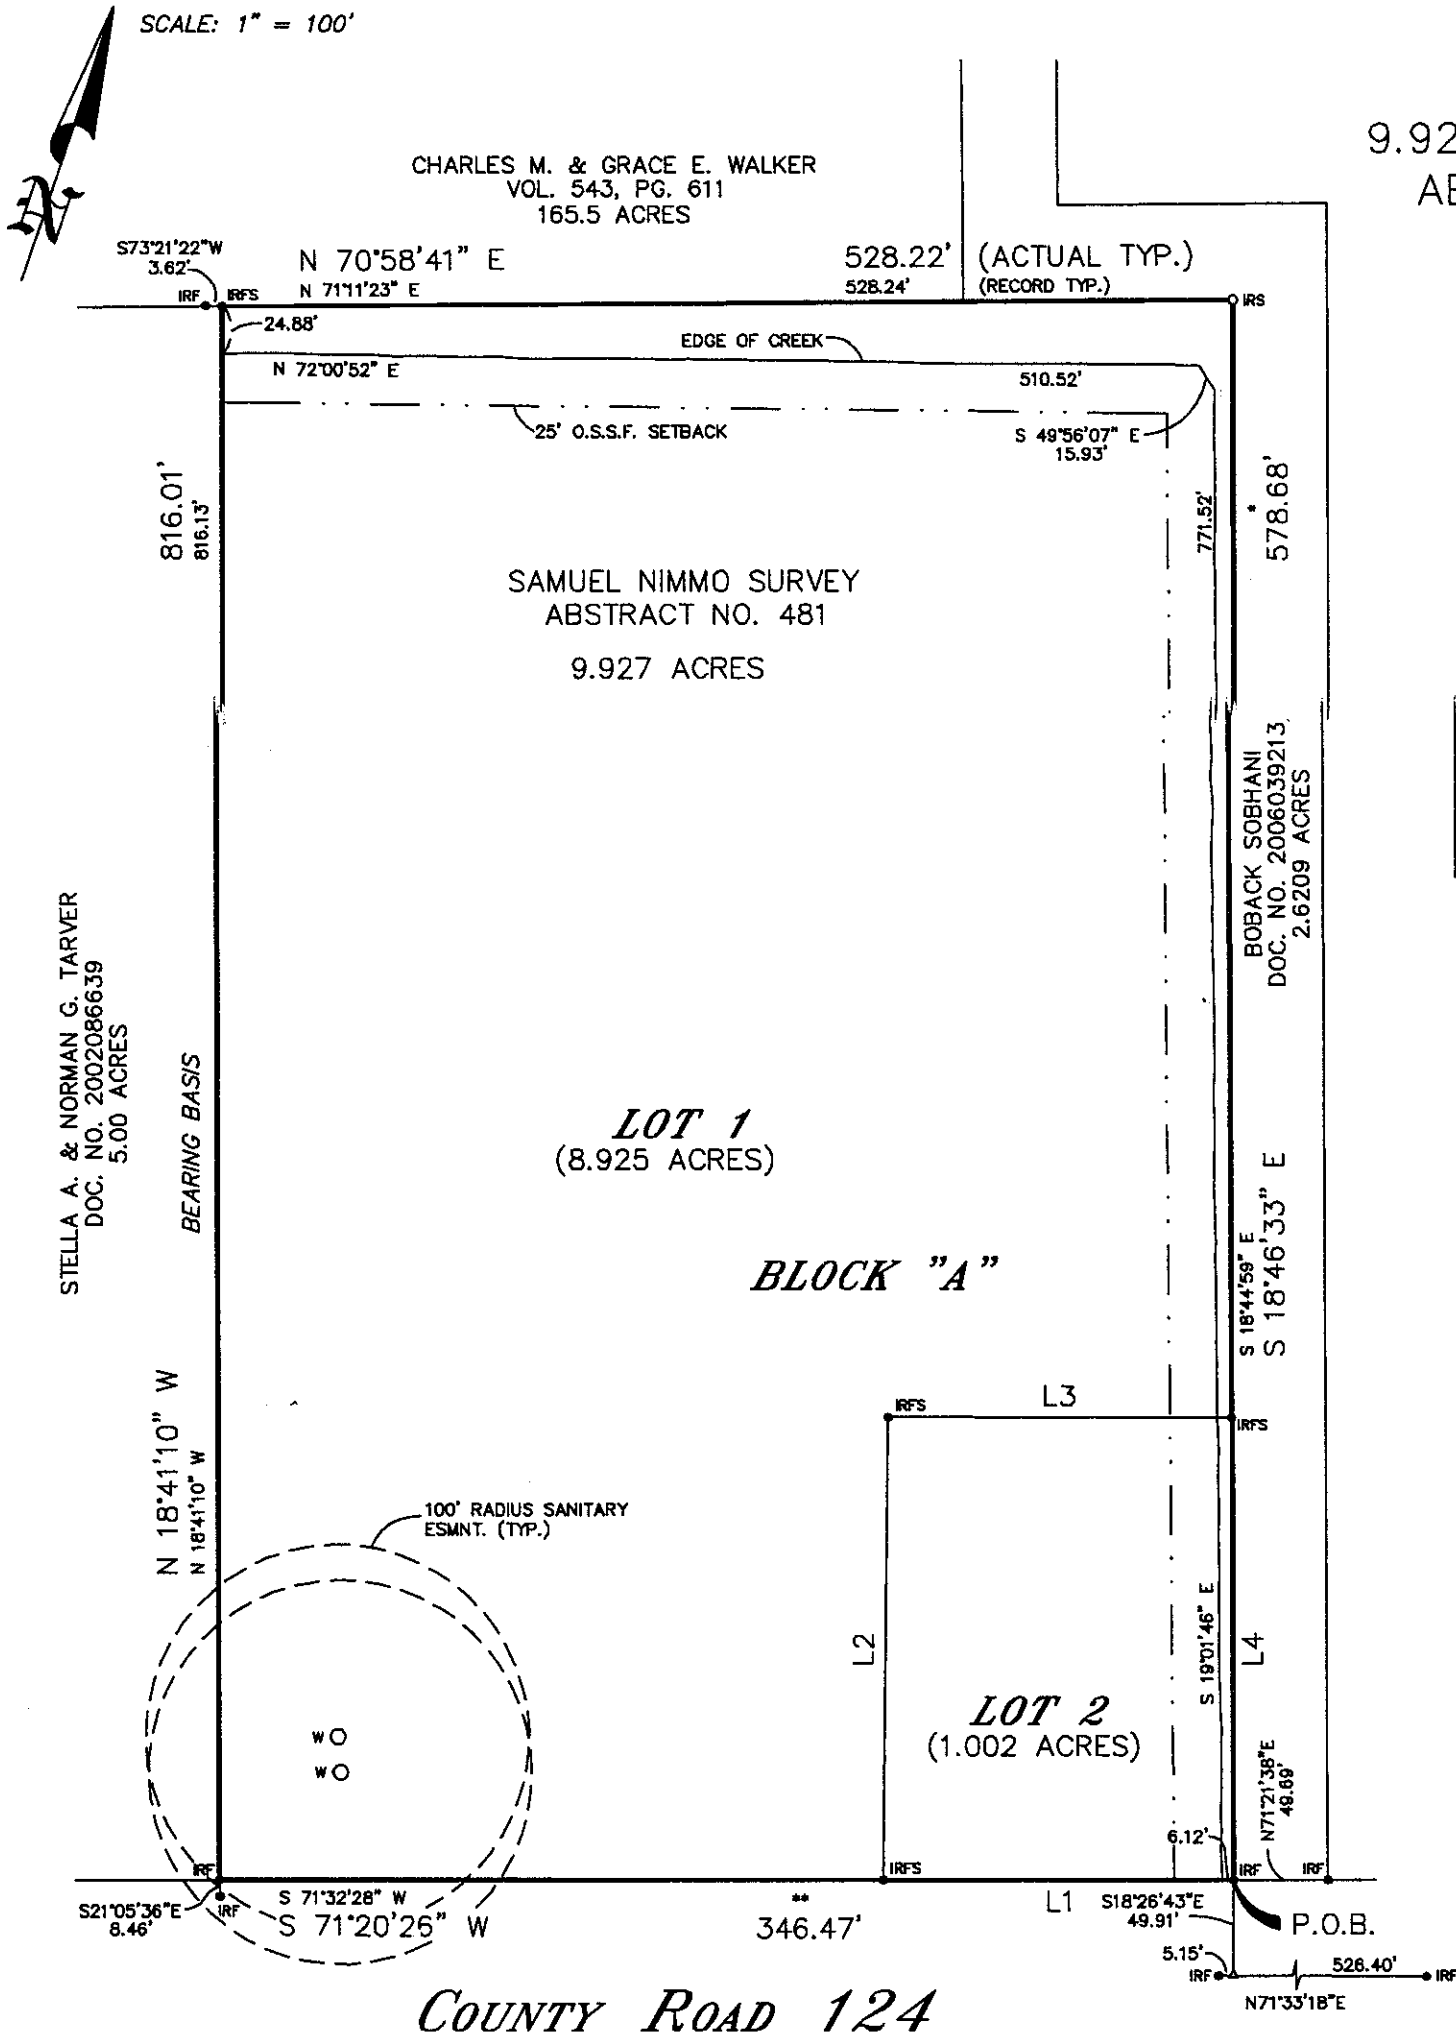 SCALE: 1" = 100'
9.92
CHARLES M. & GRACE E. WALKER
VOL. 543, PG. 611
165.5 ACRES
S73°21'22"W
3.62'
N 70°58'41" E
528.22' (ACTUAL TYP.)
N 71°11'23" E
528.24'
(RECORD TYP.)
IRF
IRFS
IRS
24.88'
EDGE OF CREEK
N 72°00'52" E
510.52'
25' O.S.S.F. SETBACK
S 49°56'07" E
15.93'
816.01'
816.13'
771.52'
*
578.68'
SAMUEL NIMMO SURVEY
ABSTRACT NO. 481
9.927 ACRES
BOBACK SOBHANI
DOC. NO. 2006039213
2.6209 ACRES
STELLA A. & NORMAN G. TARVER
DOC. NO. 2002086639
5.00 ACRES
BEARING BASIS
LOT 1
(8.925 ACRES)
BLOCK "A"
S 18°44'59" E
S 18°46'33" E
N 18°41'10" W
N 18°41'10" W
IRFS
L3
IRFS
100' RADIUS SANITARY
ESMNT. (TYP.)
L2
S 19°01'46" E
L4
LOT 2
(1.002 ACRES)
W
W
N71°21'38"E
49.69'
6.12'
IRF
IRFS
IRF
IRF
S21°05'36"E
8.46'
IRF
S 71°32'28" W
S 71°20'26" W
**
346.47'
L1
S18°26'43"E
49.91'
P.O.B.
5.15'
IRF
526.40'
IRF
N71°33'18"E
COUNTY ROAD 124